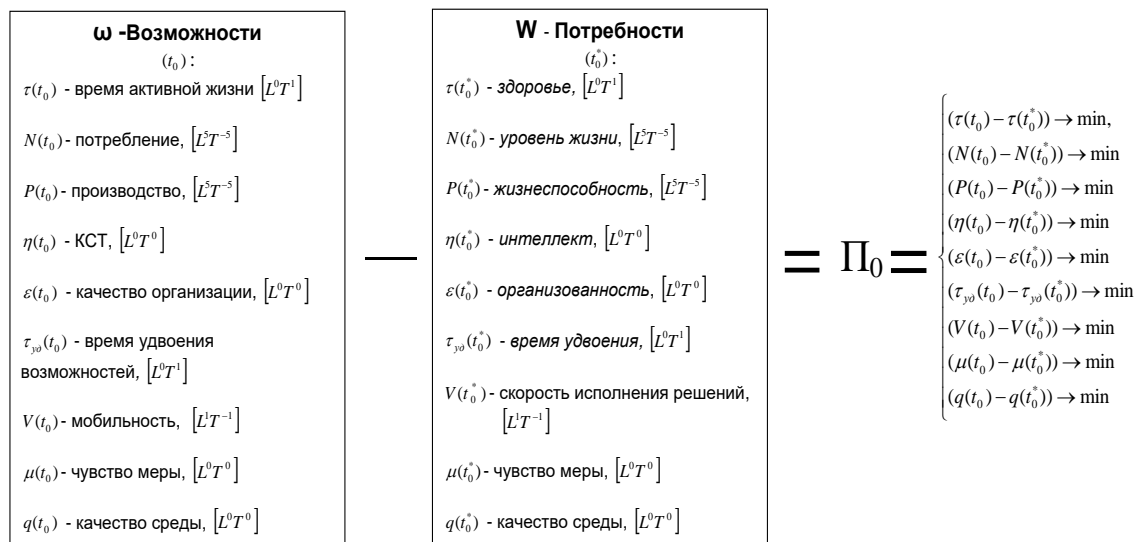 ω -Возможности
(t₀) :
τ(t₀) - время активной жизни [L⁰T¹]
N(t₀) - потребление, [L⁵T⁻⁵]
P(t₀) - производство, [L⁵T⁻⁵]
η(t₀) - КСТ, [L⁰T⁰]
ε(t₀) - качество организации, [L⁰T⁰]
τ_уд(t₀) - время удвоения
возможностей, [L⁰T¹]
V(t₀) - мобильность, [L¹T⁻¹]
μ(t₀) - чувство меры, [L⁰T⁰]
q(t₀) - качество среды, [L⁰T⁰]
—
W - Потребности
(t₀*) :
τ(t₀*) - здоровье, [L⁰T¹]
N(t₀*) - уровень жизни, [L⁵T⁻⁵]
P(t₀*) - жизнеспособность, [L⁵T⁻⁵]
η(t₀*) - интеллект, [L⁰T⁰]
ε(t₀*) - организованность, [L⁰T⁰]
τ_уд(t₀*) - время удвоения, [L⁰T¹]
V(t₀*) - скорость исполнения решений,
[L¹T⁻¹]
μ(t₀*) - чувство меры, [L⁰T⁰]
q(t₀*) - качество среды, [L⁰T⁰]
= Π₀ =
(τ(t₀) − τ(t₀*)) → min,
(N(t₀) − N(t₀*)) → min
(P(t₀) − P(t₀*)) → min
(η(t₀) − η(t₀*)) → min
(ε(t₀) − ε(t₀*)) → min
(τ_уд(t₀) − τ_уд(t₀*)) → min
(V(t₀) − V(t₀*)) → min
(μ(t₀) − μ(t₀*)) → min
(q(t₀) − q(t₀*)) → min